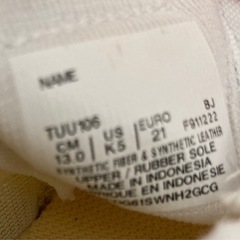 NAME
TUU106 BJ
CM US EURO F911222
13.0 K5 21
SYNTHETIC FIBER & SYNTHETIC LEATHER
UPPER / RUBBER SOLE
MADE IN INDONESIA
FABRIQUE EN INDONESIE